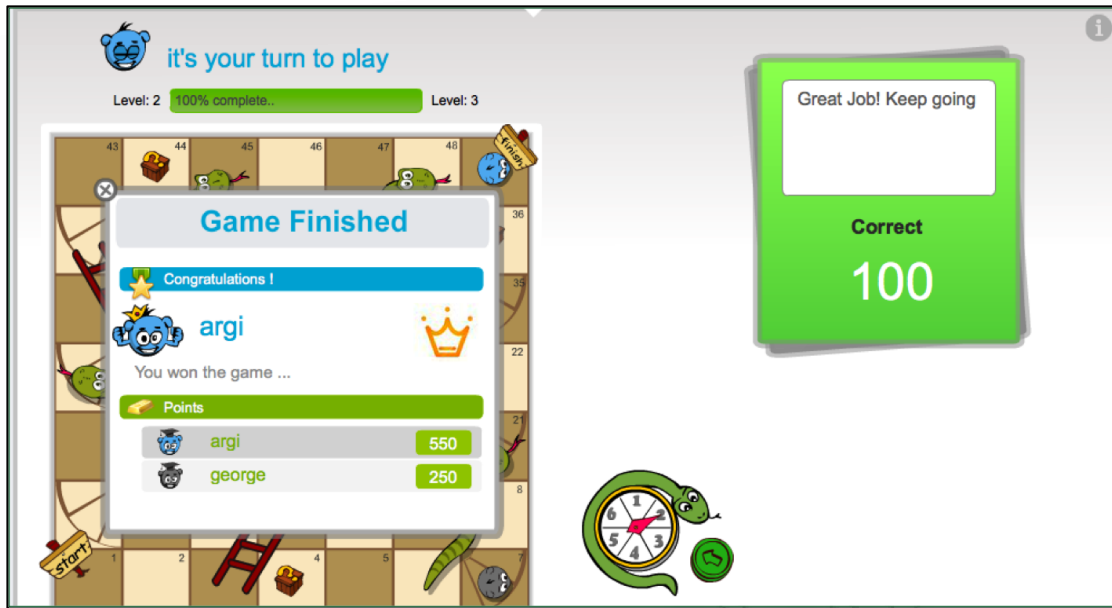 it's your turn to play
Level: 2 100% complete.. Level: 3
43 44 45 46 47 48 finish
Game Finished
36
Congratulations !
35
argi
You won the game ...
22
Points
21
argi 550
george 250
8
start
1 2 4 5 7
i
Great Job! Keep going
Correct
100
1
6 2
5 3
4